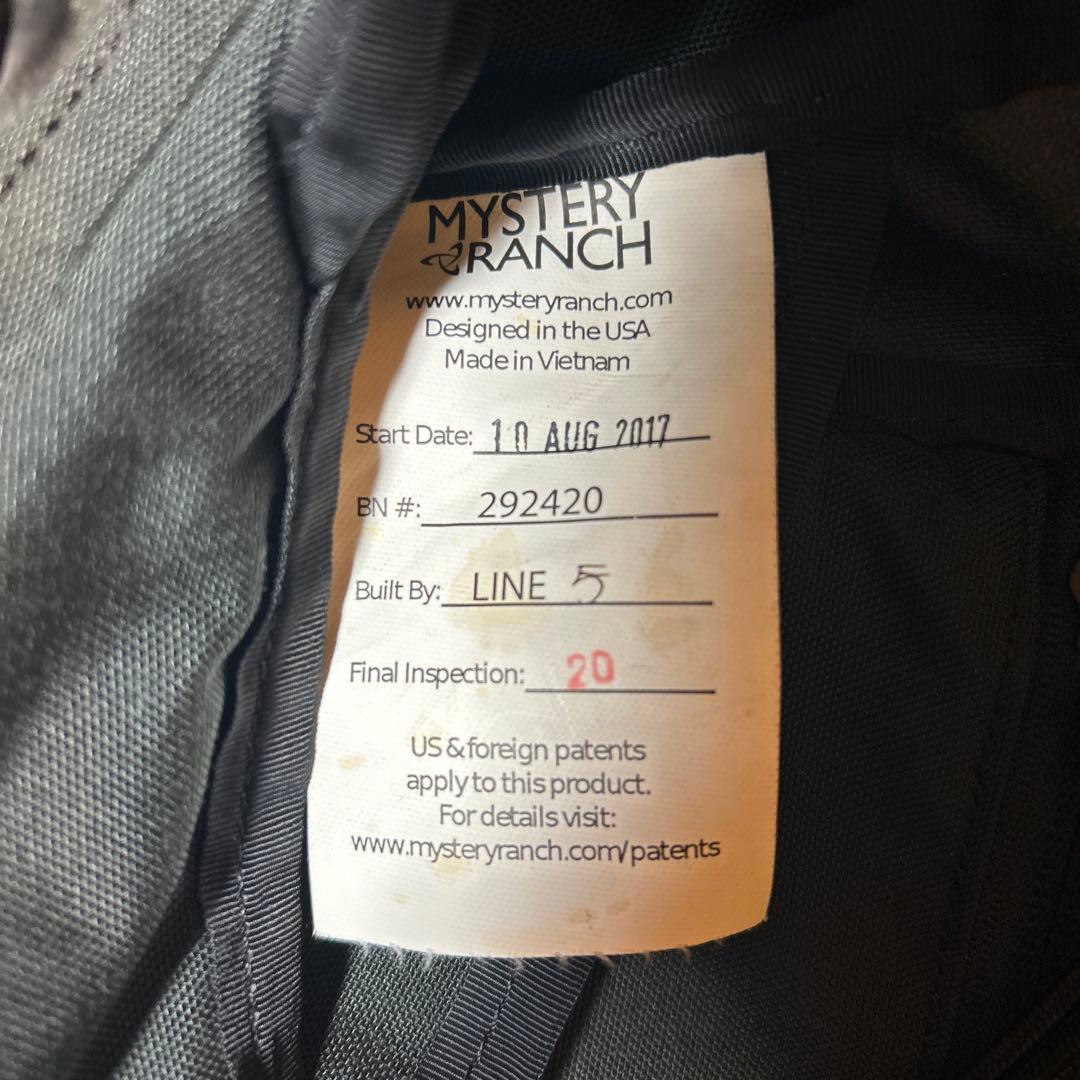 MYSTERY
RANCH
www.mysteryranch.com
Designed in the USA
Made in Vietnam
Start Date: 10 AUG 2017
BN #: 292420
Built By: LINE 5
Final Inspection: 20
US & foreign patents
apply to this product.
For details visit:
www.mysteryranch.com/patents